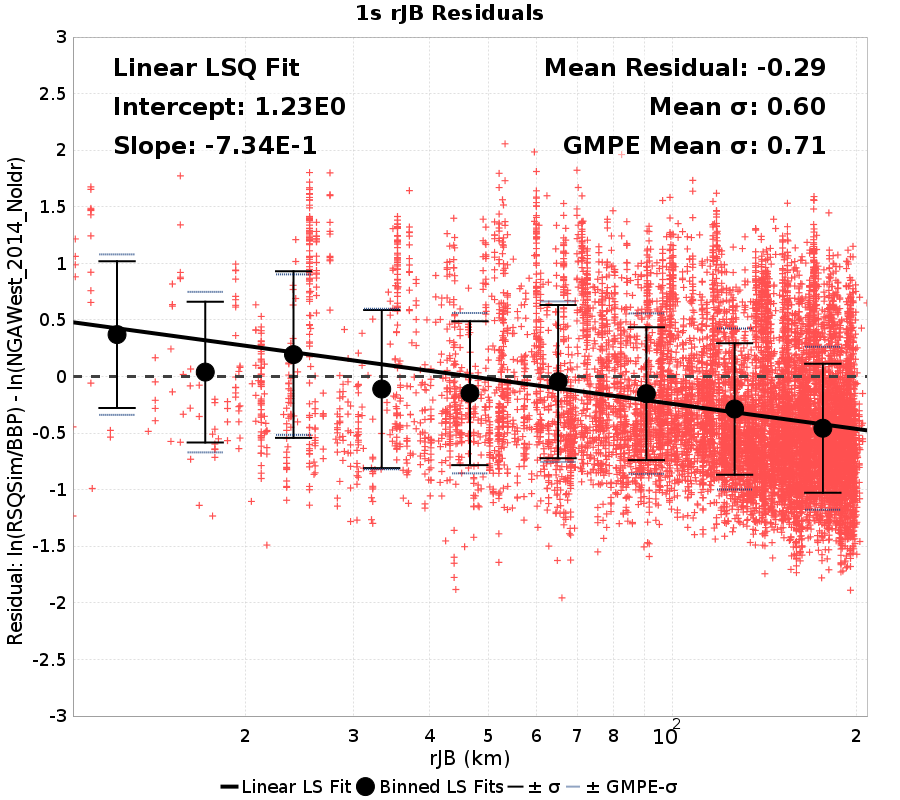 1s rJB Residuals
Linear LSQ Fit
Intercept: 1.23E0
Slope: -7.34E-1
Mean Residual: -0.29
Mean σ: 0.60
GMPE Mean σ: 0.71
Residual: ln(RSQSim/BBP) - ln(NGAWest_2014_NoIdr)
3
2.5
2
1.5
1
0.5
0
-0.5
-1
-1.5
-2
-2.5
-3
2 3 4 5 6 7 8 10² 2
rJB (km)
Linear LS Fit Binned LS Fits ± σ ± GMPE-σ